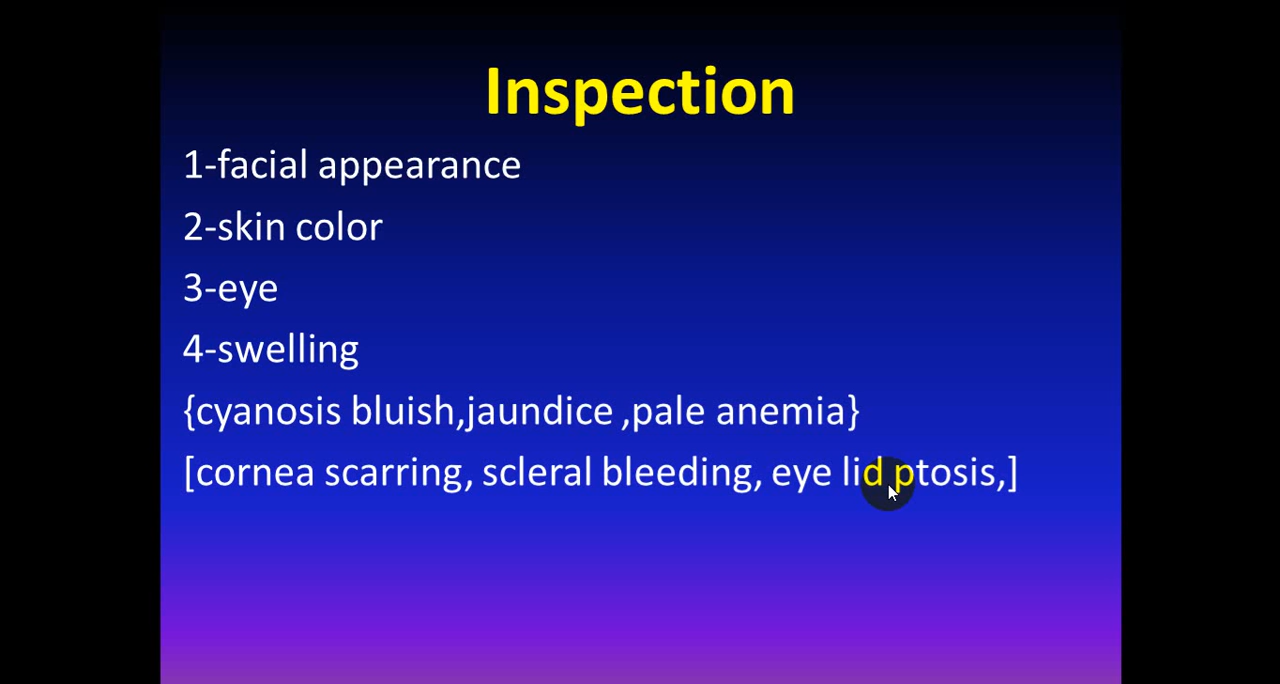 Inspection
1-facial appearance
2-skin color
3-eye
4-swelling
{cyanosis bluish,jaundice ,pale anemia}
[cornea scarring, scleral bleeding, eye lid ptosis,]